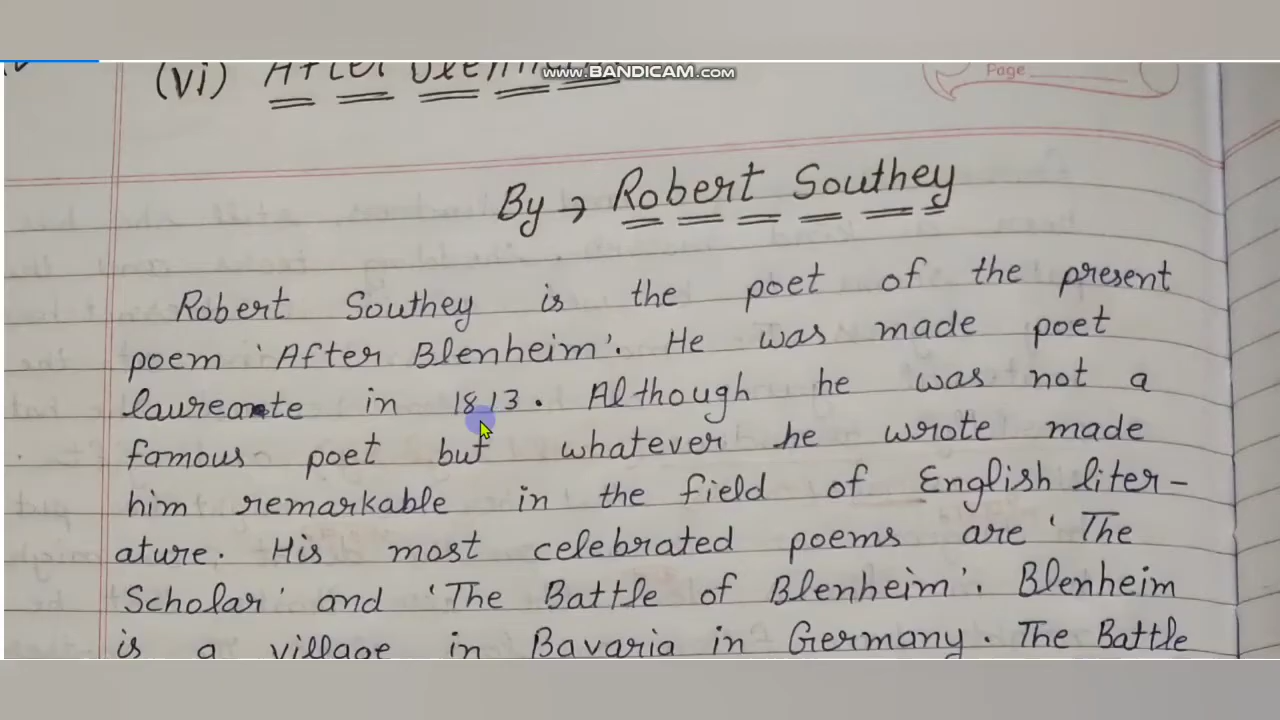 www.BANDICAM.com
Page
(vi) After Blenheim
By → Robert Southey
Robert Southey is the poet of the present
poem 'After Blenheim'. He was made poet
laureate in 1813. Although he was not a
famous poet but whatever he wrote made
him remarkable in the field of English liter-
ature. His most celebrated poems are 'The
Scholar' and 'The Battle of Blenheim'. Blenheim
is a village in Bavaria in Germany. The Battle